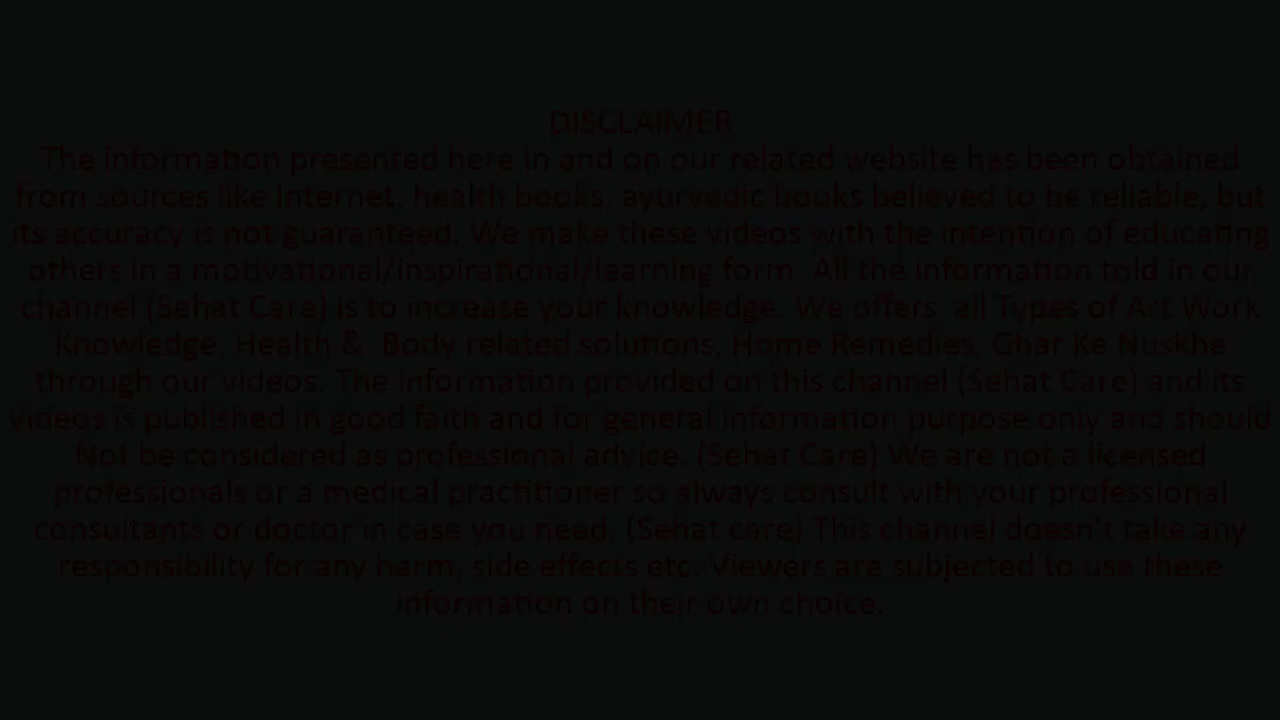 DISCLAIMER
The information presented here in and on our related website has been obtained
from sources like Internet, health books, ayurvedic books believed to be reliable, but
its accuracy is not guaranteed. We make these videos with the intention of educating
others in a motivational/inspirational/learning form. All the information told in our
channel (Sehat Care) is to increase your knowledge. We offers all Types of Art Work
Knowledge, Health & Body related solutions, Home Remedies, Ghar Ke Nuskhe
through our videos. The information provided on this channel (Sehat Care) and its
videos is published in good faith and for general information purpose only and should
Not be considered as professional advice. (Sehat Care) We are not a licensed
professionals or a medical practitioner so always consult with your professional
consultants or doctor in case you need. (Sehat care) This channel doesn't take any
responsibility for any harm, side effects etc. Viewers are subjected to use these
information on their own choice.